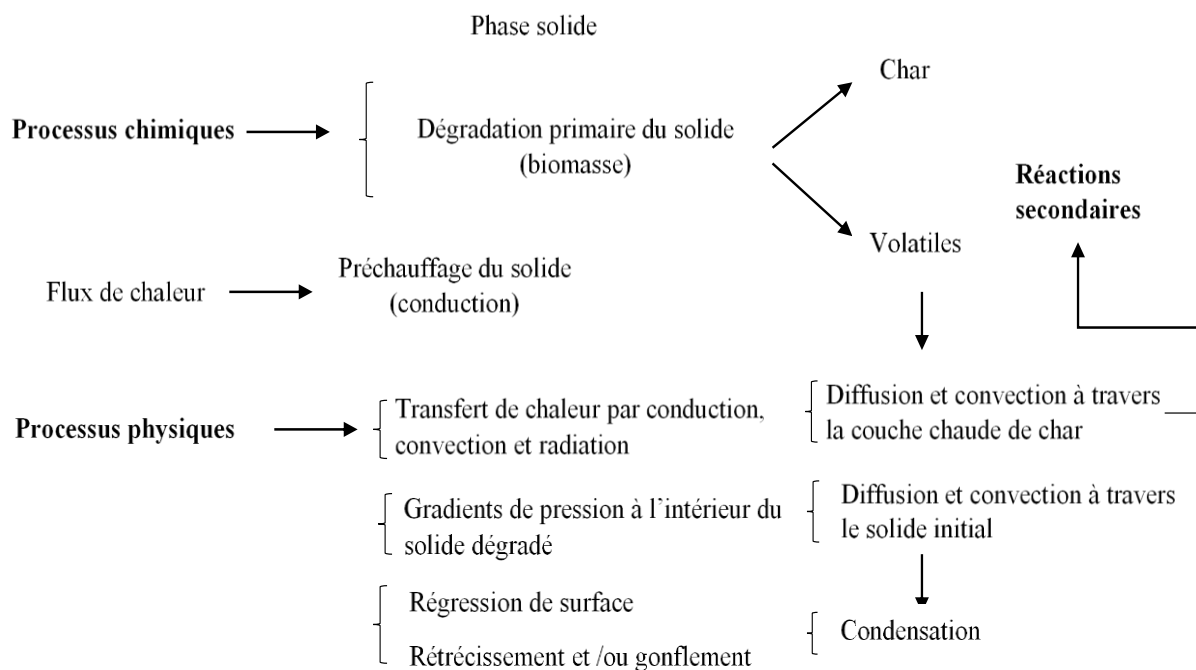 Phase solide
Char
Processus chimiques
Dégradation primaire du solide
(biomasse)
Réactions
secondaires
Volatiles
Flux de chaleur
Préchauffage du solide
(conduction)
Processus physiques
Transfert de chaleur par conduction,
convection et radiation
Diffusion et convection à travers
la couche chaude de char
Gradients de pression à l'intérieur du
solide dégradé
Diffusion et convection à travers
le solide initial
Régression de surface
Rétrécissement et /ou gonflement
Condensation